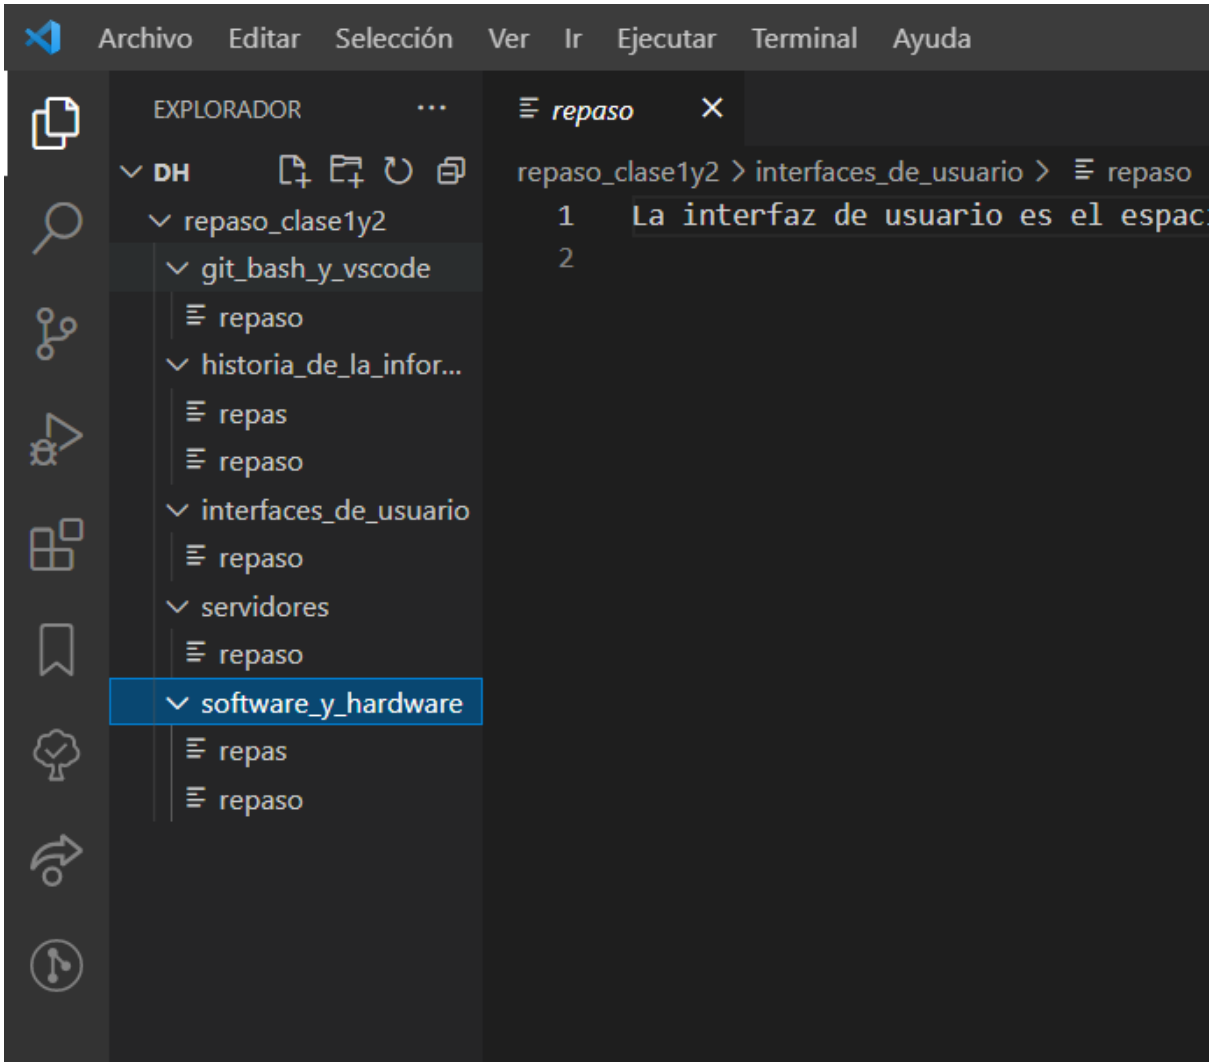 Archivo Editar Selección Ver Ir Ejecutar Terminal Ayuda
EXPLORADOR ...
DH
repaso_clase1y2
git_bash_y_vscode
repaso
historia_de_la_infor...
repas
repaso
interfaces_de_usuario
repaso
servidores
repaso
software_y_hardware
repas
repaso
repaso
repaso_clase1y2 > interfaces_de_usuario > repaso
1 La interfaz de usuario es el espac
2